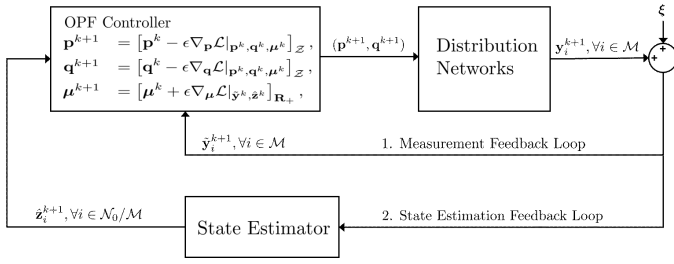 OPF Controller
𝐩^{k+1} = [𝐩^k − ϵ∇_𝐩 ℒ|_{𝐩^k,𝐪^k,𝝁^k}]_𝒵 ,
𝐪^{k+1} = [𝐪^k − ϵ∇_𝐪 ℒ|_{𝐩^k,𝐪^k,𝝁^k}]_𝒵 ,
𝝁^{k+1} = [𝝁^k + ϵ∇_𝝁 ℒ|_{𝐲̃^k,𝐳̂^k}]_{𝐑_+} ,
(𝐩^{k+1}, 𝐪^{k+1})
Distribution
Networks
𝐲_i^{k+1}, ∀i ∈ ℳ
𝝃
+
+
𝐲̃_i^{k+1}, ∀i ∈ ℳ
1. Measurement Feedback Loop
𝐳̂_i^{k+1}, ∀i ∈ 𝒩_0/ℳ
State Estimator
2. State Estimation Feedback Loop